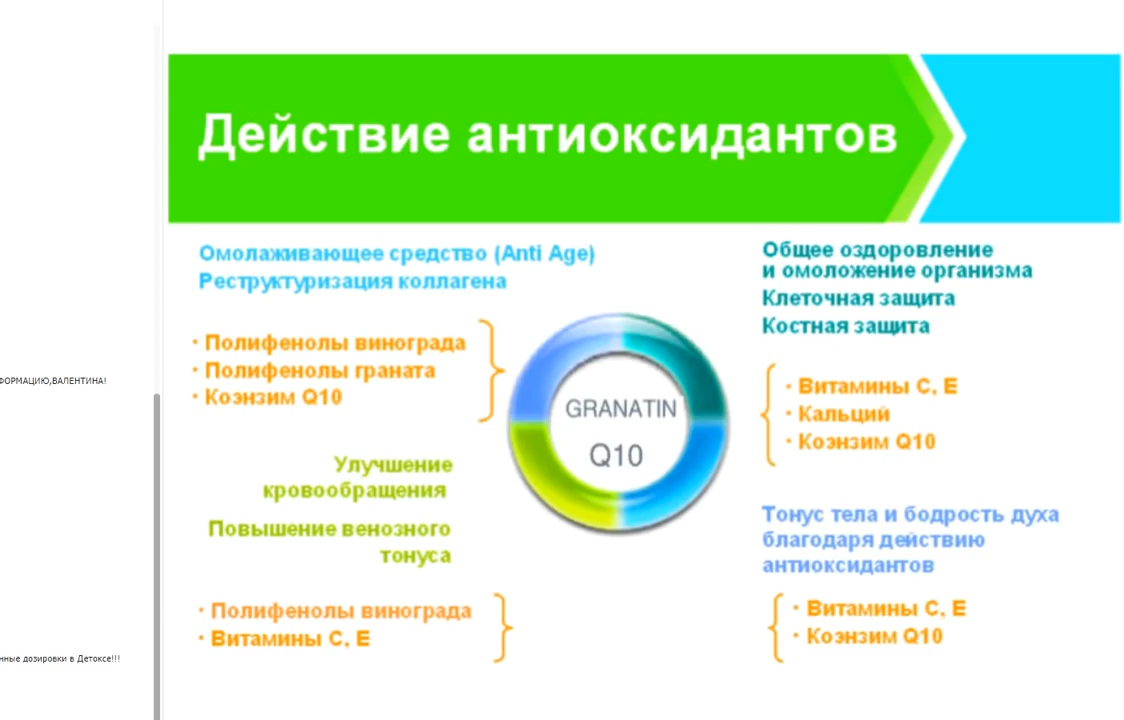 Действие антиоксидантов
Омолаживающее средство (Anti Age)
Реструктуризация коллагена
· Полифенолы винограда
· Полифенолы граната
· Коэнзим Q10
Улучшение
кровообращения
Повышение венозного
тонуса
· Полифенолы винограда
· Витамины С, Е
GRANATIN
Q10
Общее оздоровление
и омоложение организма
Клеточная защита
Костная защита
· Витамины С, Е
· Кальций
· Коэнзим Q10
Тонус тела и бодрость духа
благодаря действию
антиоксидантов
· Витамины С, Е
· Коэнзим Q10
ФОРМАЦИЮ,ВАЛЕНТИНА!
нные дозировки в Детоксе!!!